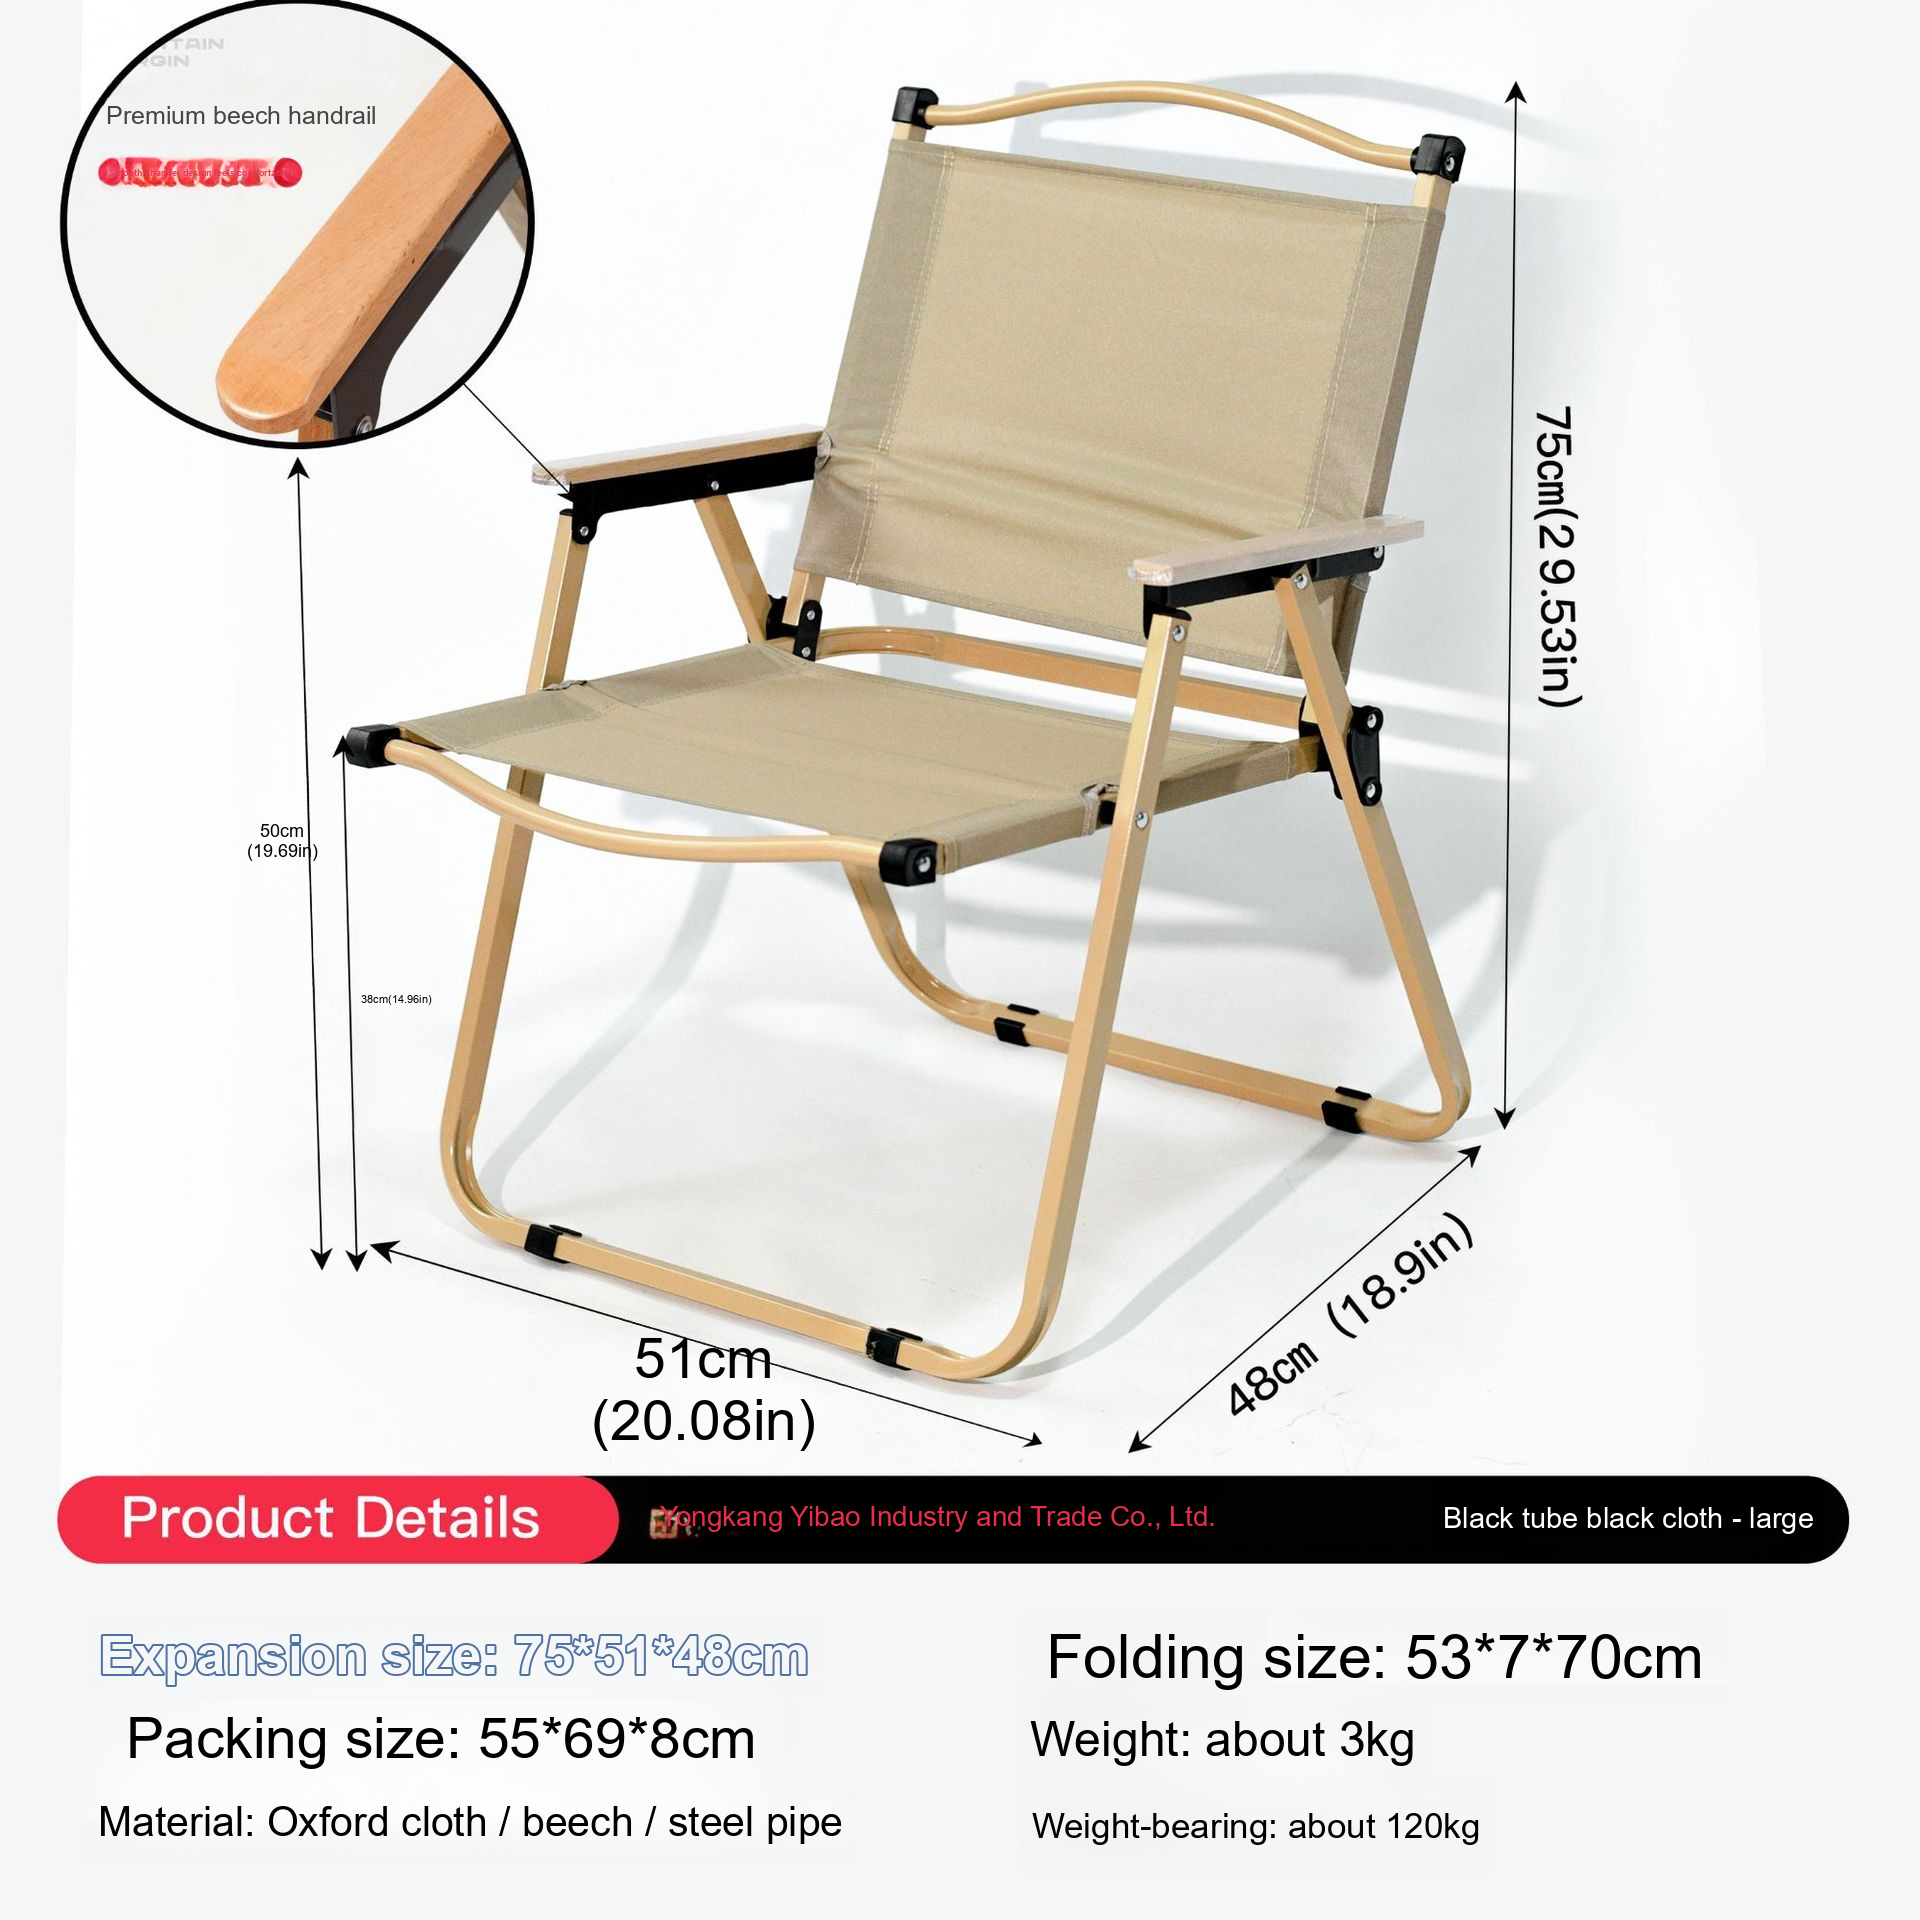 Premium beech handrail
75cm(29.53in)
50cm
(19.69in)
38cm(14.96in)
51cm
(20.08in)
48cm (18.9in)
Product Details
Yongkang Yibao Industry and Trade Co., Ltd.
Black tube black cloth - large
Expansion size: 75*51*48cm
Folding size: 53*7*70cm
Packing size: 55*69*8cm
Weight: about 3kg
Material: Oxford cloth / beech / steel pipe
Weight-bearing: about 120kg